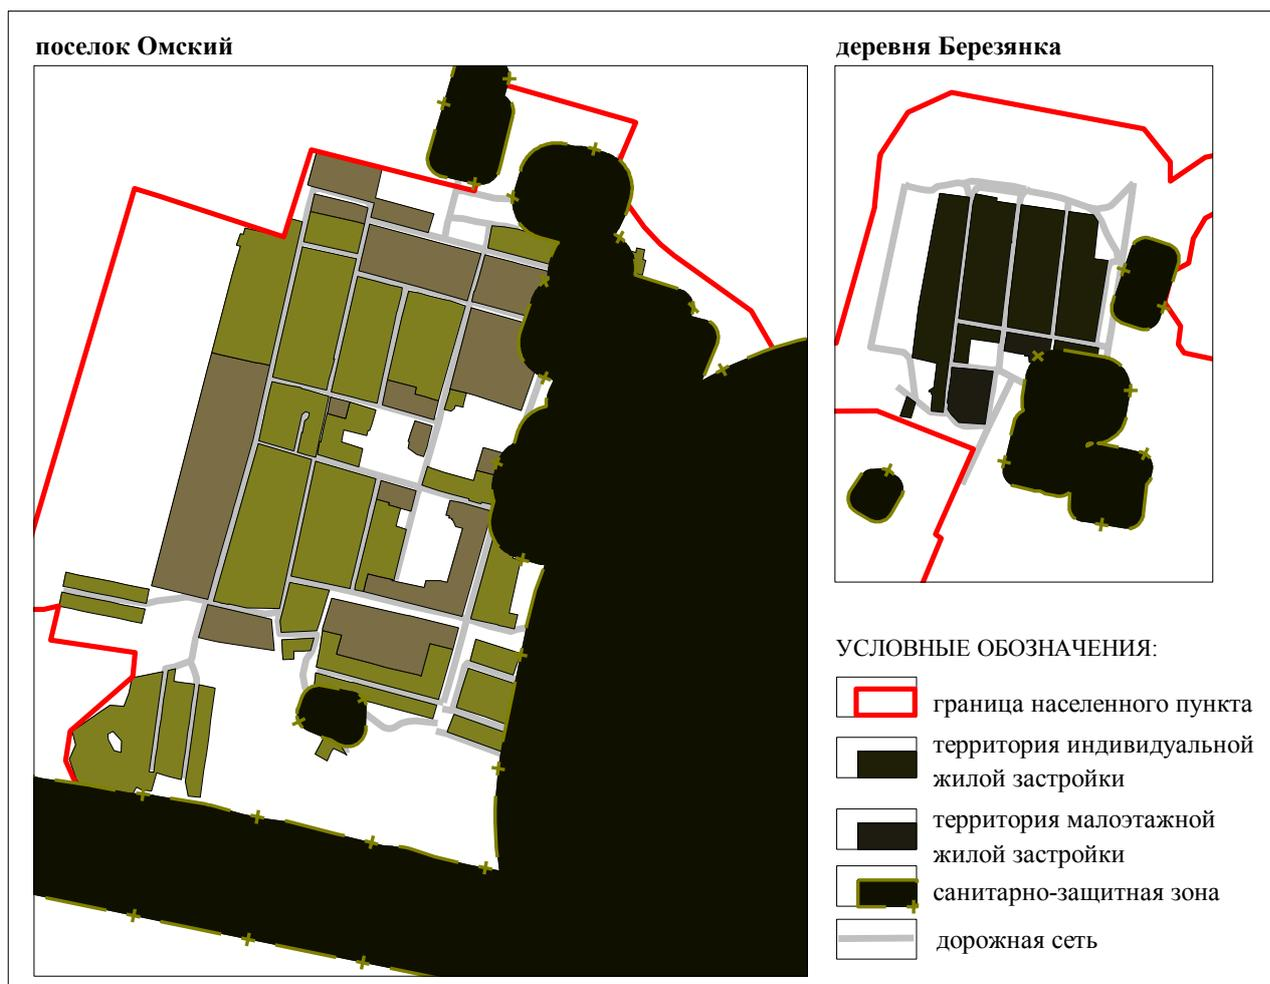 поселок Омский
деревня Березянка
УСЛОВНЫЕ ОБОЗНАЧЕНИЯ:
граница населенного пункта
территория индивидуальной
жилой застройки
территория малоэтажной
жилой застройки
санитарно-защитная зона
дорожная сеть